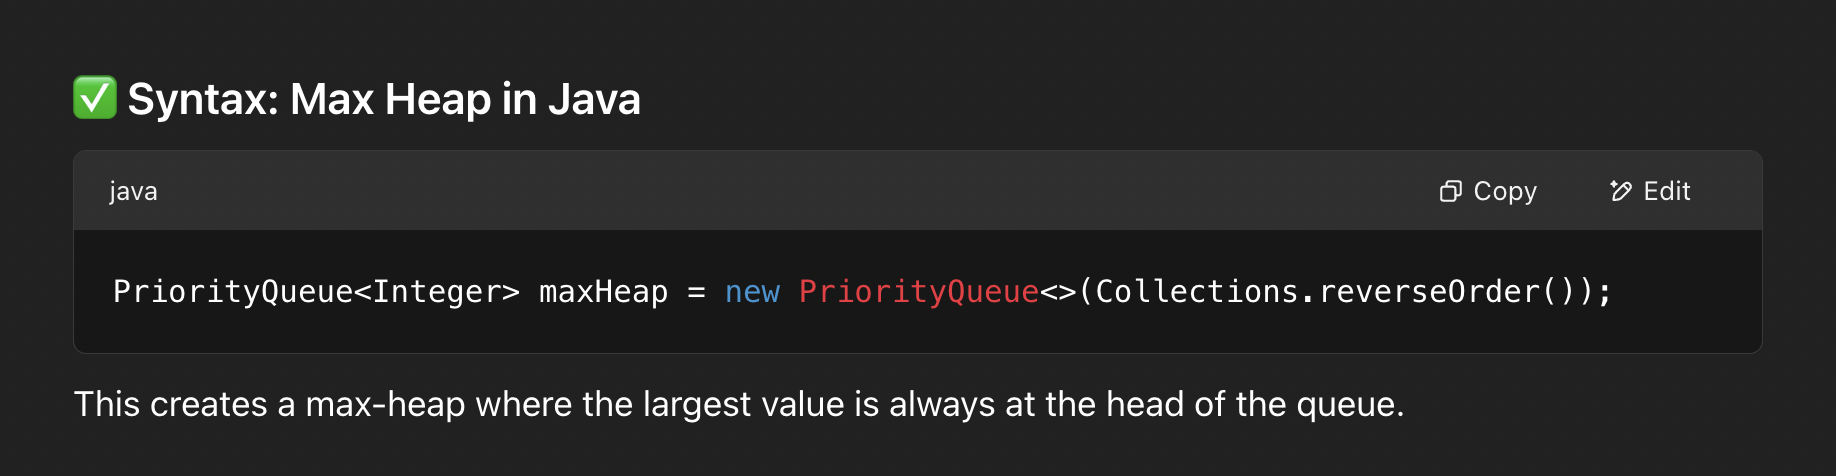 ✅ Syntax: Max Heap in Java
java
Copy
Edit
PriorityQueue<Integer> maxHeap = new PriorityQueue<>(Collections.reverseOrder());
This creates a max-heap where the largest value is always at the head of the queue.